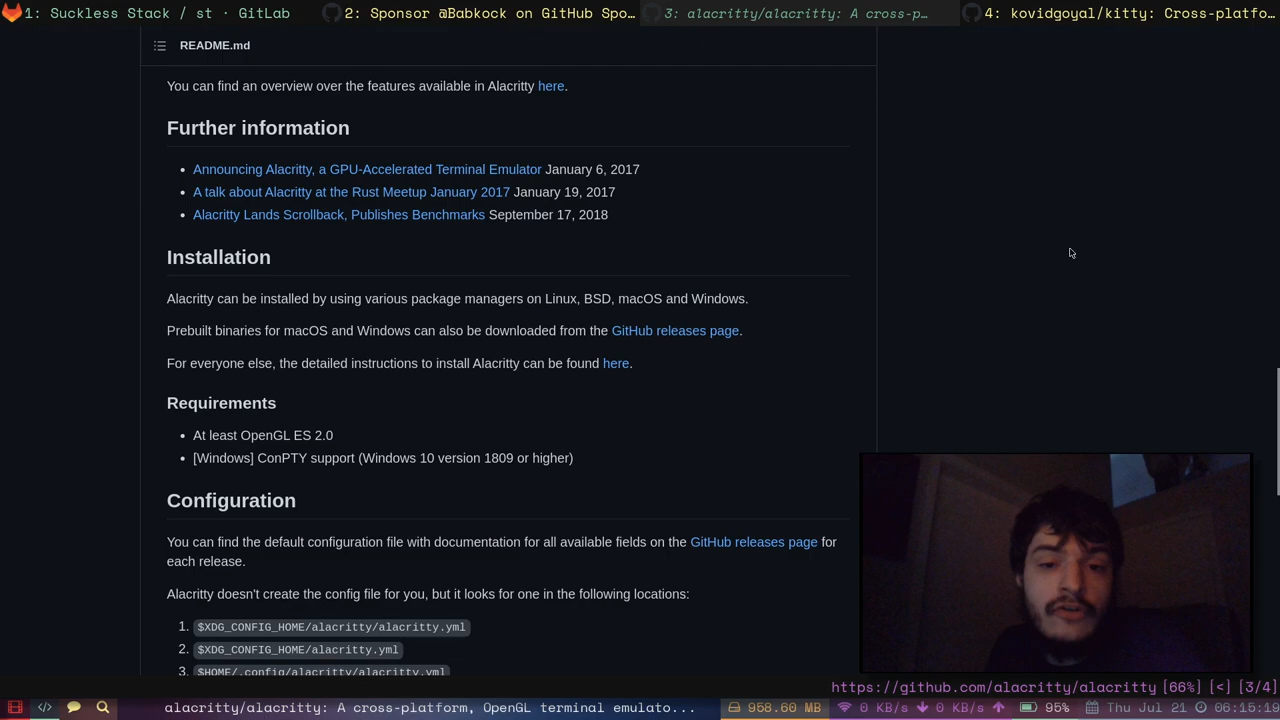 1: Suckless Stack / st · GitLab
2: Sponsor @Babkock on GitHub Spo…
3: alacritty/alacritty: A cross-p…
4: kovidgoyal/kitty: Cross-platfo…
README.md
You can find an overview over the features available in Alacritty here.
Further information
Announcing Alacritty, a GPU-Accelerated Terminal Emulator January 6, 2017
A talk about Alacritty at the Rust Meetup January 2017 January 19, 2017
Alacritty Lands Scrollback, Publishes Benchmarks September 17, 2018
Installation
Alacritty can be installed by using various package managers on Linux, BSD, macOS and Windows.
Prebuilt binaries for macOS and Windows can also be downloaded from the GitHub releases page.
For everyone else, the detailed instructions to install Alacritty can be found here.
Requirements
At least OpenGL ES 2.0
[Windows] ConPTY support (Windows 10 version 1809 or higher)
Configuration
You can find the default configuration file with documentation for all available fields on the GitHub releases page for
each release.
Alacritty doesn't create the config file for you, but it looks for one in the following locations:
1. $XDG_CONFIG_HOME/alacritty/alacritty.yml
2. $XDG_CONFIG_HOME/alacritty.yml
3. $HOME/.config/alacritty/alacritty.yml
https://github.com/alacritty/alacritty [66%] [<] [3/4]
alacritty/alacritty: A cross-platform, OpenGL terminal emulato...
958.60 MB
0 KB/s 0 KB/s
95%
Thu Jul 21
06:15:19